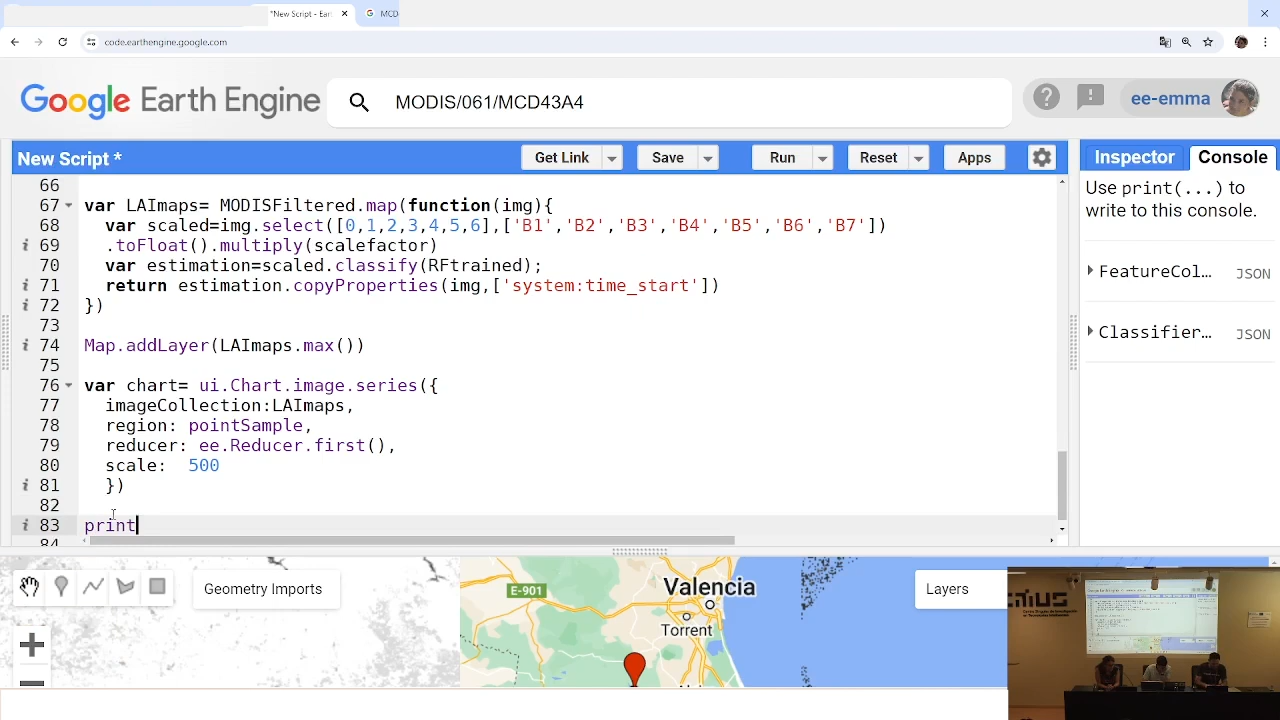 *New Script - Eart
MCD
code.earthengine.google.com
Google Earth Engine
MODIS/061/MCD43A4
ee-emma
New Script *
Get Link
Save
Run
Reset
Apps
Inspector
Console
Use print(...) to
write to this console.
FeatureCol... JSON
Classifier... JSON
66
67 var LAImaps= MODISFiltered.map(function(img){
68 var scaled=img.select([0,1,2,3,4,5,6],['B1','B2','B3','B4','B5','B6','B7'])
69 .toFloat().multiply(scalefactor)
70 var estimation=scaled.classify(RFtrained);
71 return estimation.copyProperties(img,['system:time_start'])
72 })
73
74 Map.addLayer(LAImaps.max())
75
76 var chart= ui.Chart.image.series({
77 imageCollection:LAImaps,
78 region: pointSample,
79 reducer: ee.Reducer.first(),
80 scale: 500
81 })
82
83 print
84
Geometry Imports
E-901
Valencia
Torrent
Layers